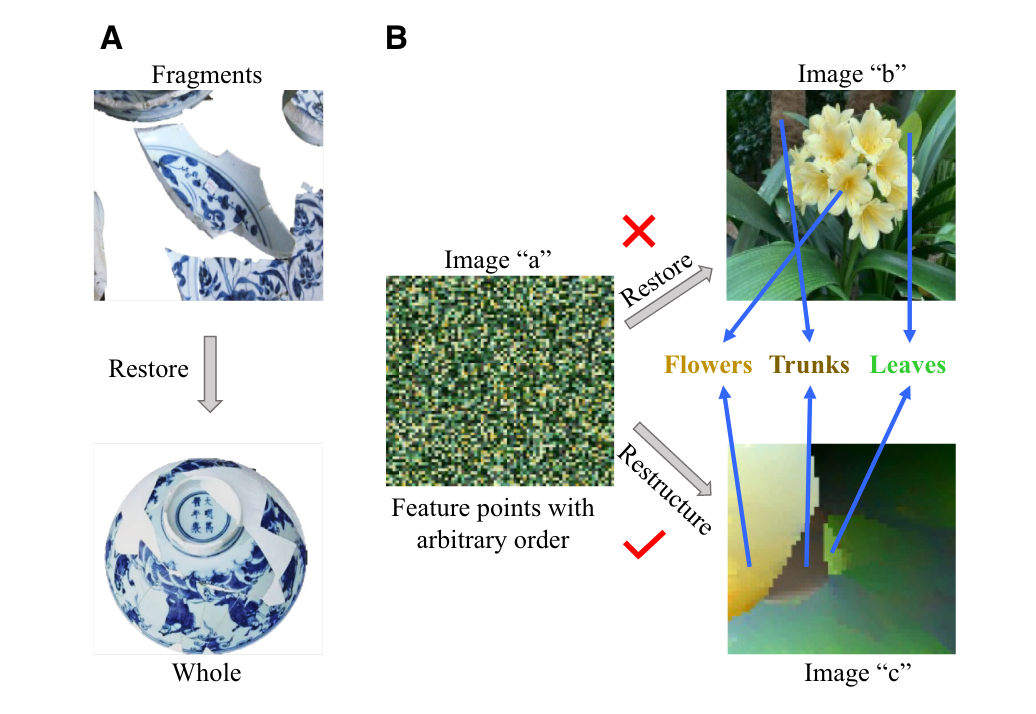 A
B
Fragments
Image “b”
Image “a”
Restore
Restore
Flowers Trunks Leaves
Restructure
Feature points with
arbitrary order
Whole
Image “c”